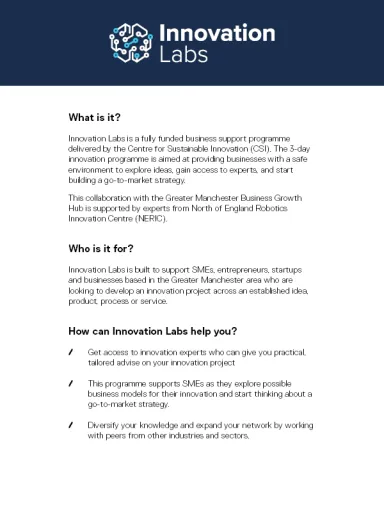 Innovation
Labs
What is it?
Innovation Labs is a fully funded business support programme
delivered by the Centre for Sustainable Innovation (CSI). The 3-day
innovation programme is aimed at providing businesses with a safe
environment to explore ideas, gain access to experts, and start
building a go-to-market strategy.
This collaboration with the Greater Manchester Business Growth
Hub is supported by experts from North of England Robotics
Innovation Centre (NERIC).
Who is it for?
Innovation Labs is built to support SMEs, entrepreneurs, startups
and businesses based in the Greater Manchester area who are
looking to develop an innovation project across an established idea,
product, process or service.
How can Innovation Labs help you?
Get access to innovation experts who can give you practical,
tailored advise on your innovation project
This programme supports SMEs as they explore possible
business models for their innovation and start thinking about a
go-to-market strategy.
Diversify your knowledge and expand your network by working
with peers from other industries and sectors.